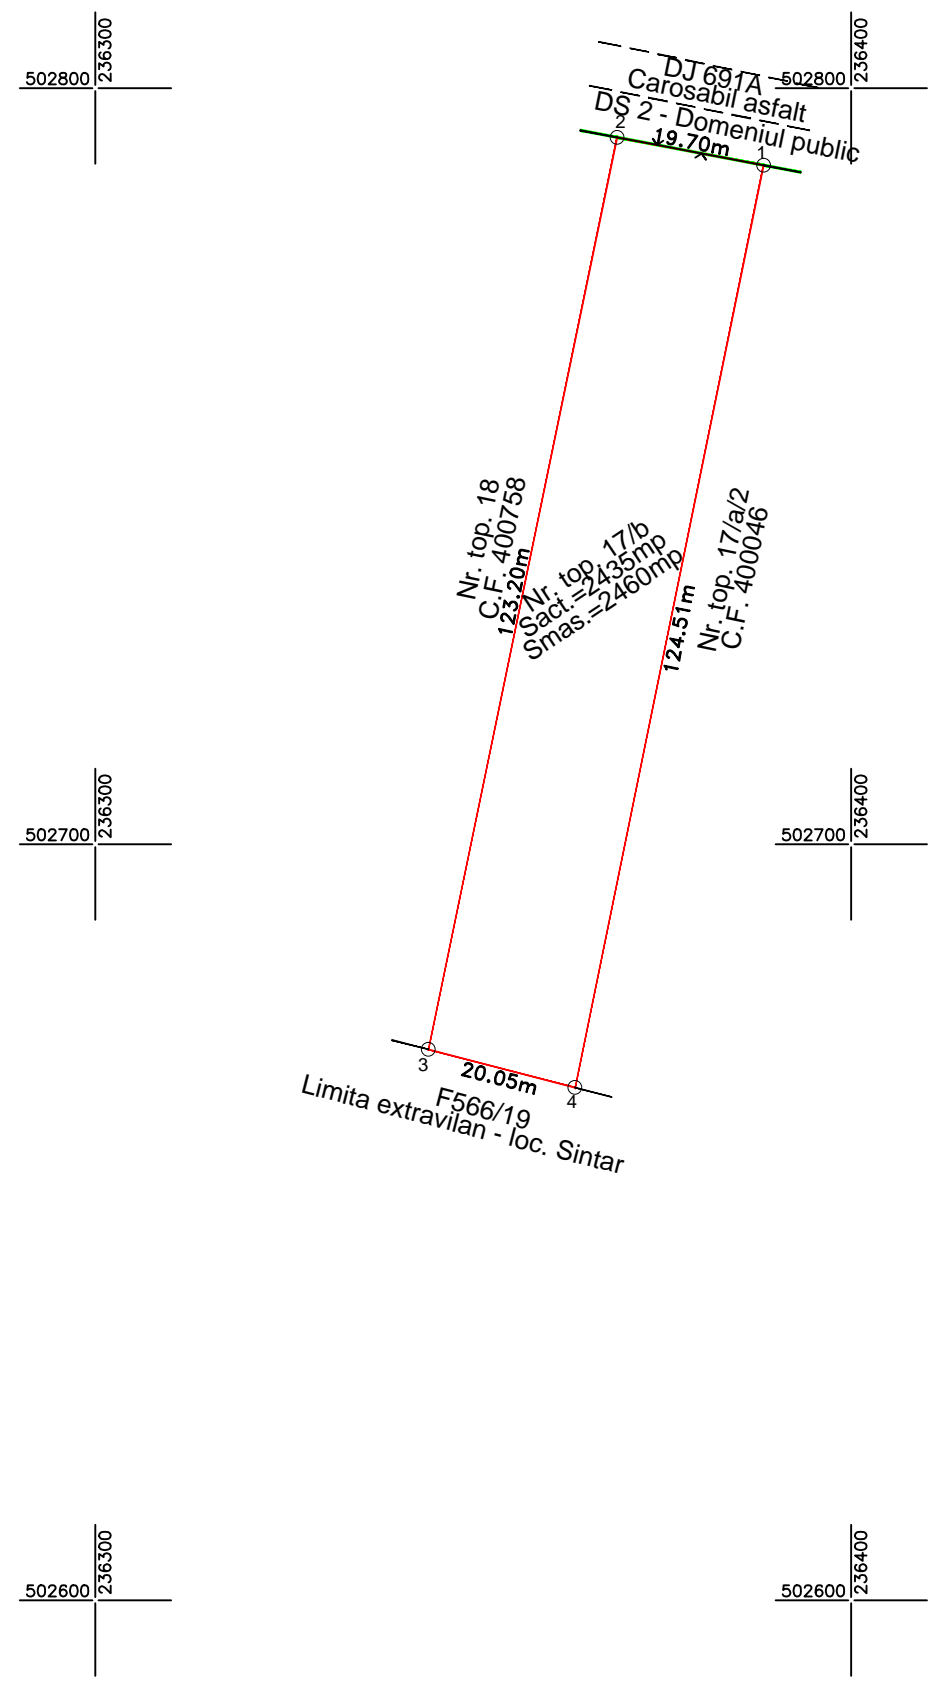 236300
502800
236400
502800
DJ 691A
Carosabil asfalt
DS 2 - Domeniul public
2
19.70m
1
Nr. top. 18
C.F. 400758
123.20m
Nr. top. 17/b
Sact.=2435mp
Smas.=2460mp
124.51m
Nr. top. 17/a/2
C.F. 400046
236300
502700
236400
502700
3
20.05m
4
F566/19
Limita extravilan - loc. Sintar
236300
502600
236400
502600